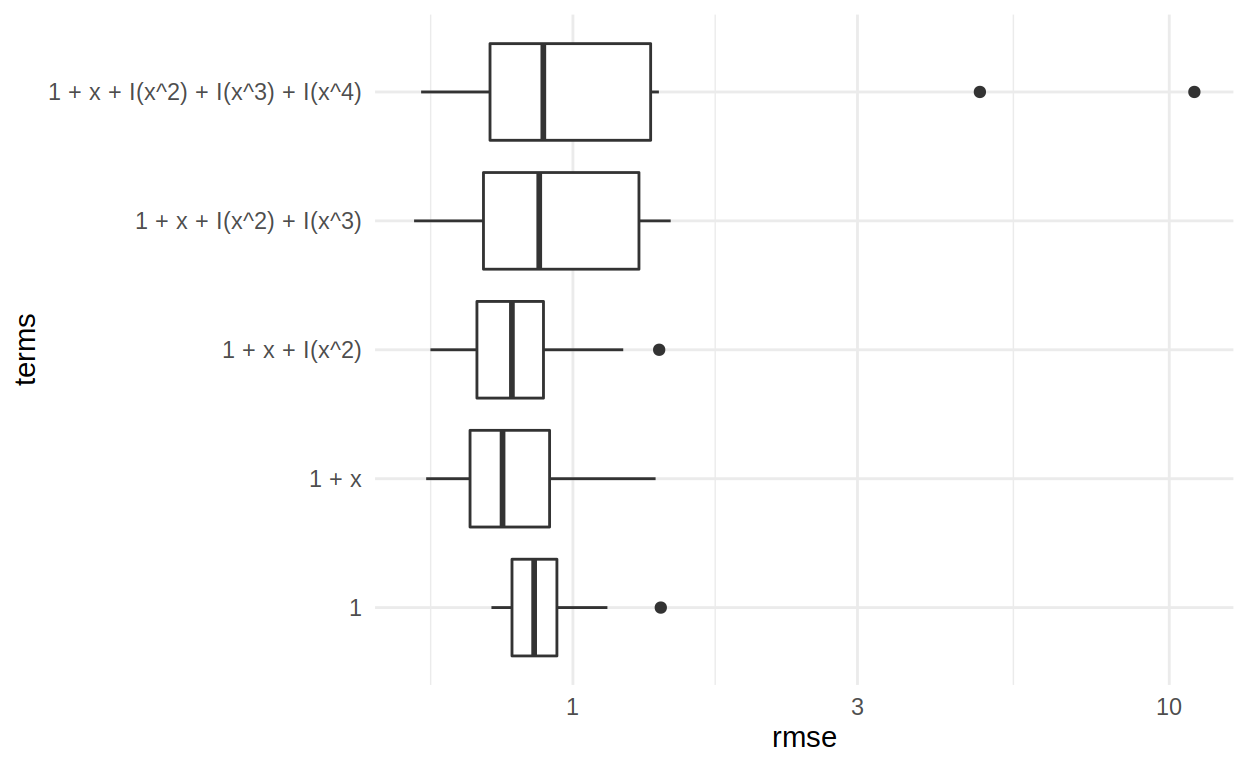 1 + x + I(x^2) + I(x^3) + I(x^4)
1 + x + I(x^2) + I(x^3)
1 + x + I(x^2)
1 + x
1
terms
1 3 10
rmse